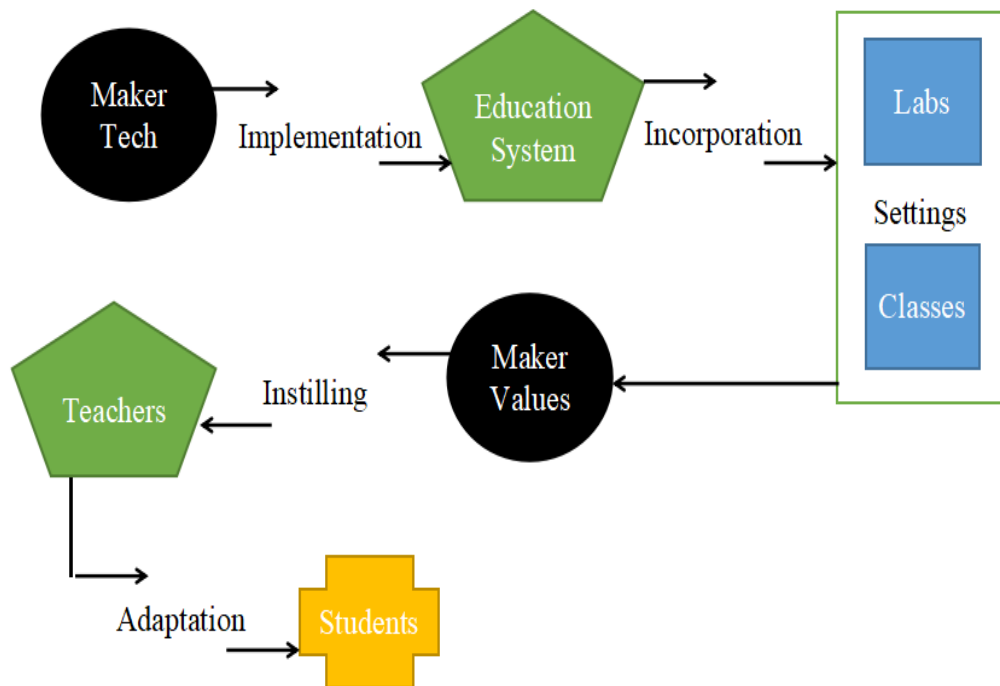 Maker
Tech
Implementation
Education
System
Incorporation
Labs
Settings
Classes
Maker
Values
Instilling
Teachers
Adaptation
Students